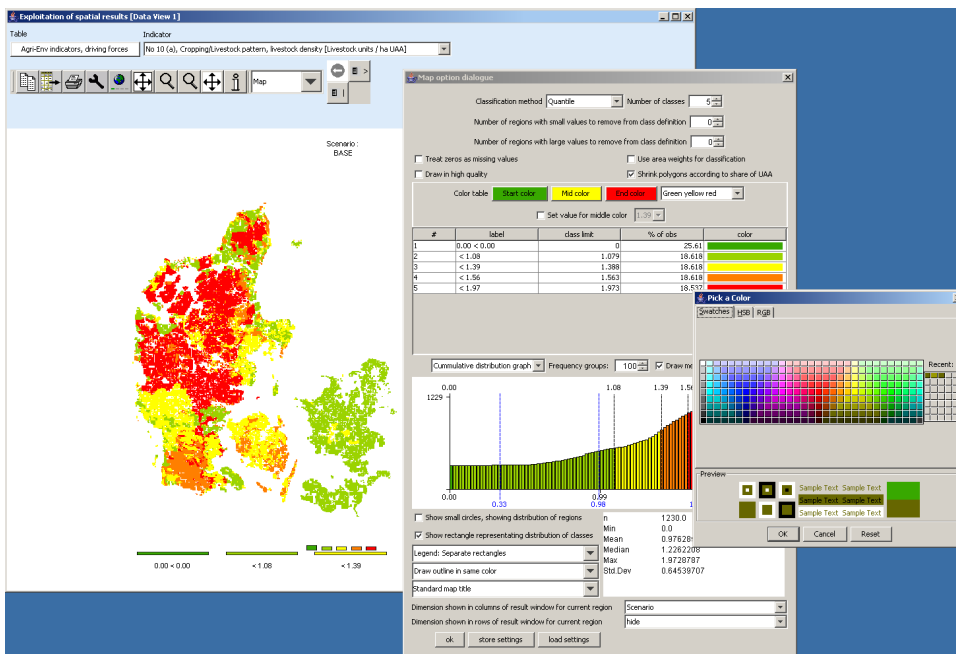 Exploitation of spatial results [Data View 1]
Table
Indicator
Agri-Env indicators, driving forces
No 10 (a), Cropping/Livestock pattern, livestock density [Livestock units / ha UAA]
Map
Scenario :
BASE
0.00 < 0.00
< 1.08
< 1.39
Map option dialogue
Classification method Quantile Number of classes 5
Number of regions with small values to remove from class definition 0
Number of regions with large values to remove from class definition 0
Treat zeros as missing values Use area weights for classification
Draw in high quality Shrink polygons according to share of UAA
Color table Start color Mid color End color Green yellow red
Set value for middle color 1.39
# label class limit % of obs color
1 0.00 < 0.00 0 25.61
2 < 1.08 1.079 18.618
3 < 1.39 1.388 18.618
4 < 1.56 1.563 18.618
5 < 1.97 1.973 18.537
Cummulative distribution graph Frequency groups: 100 Draw me
0.00 1.08 1.39 1.56
1229
0.00 0.99 1
0.33 0.98 1
Show small circles, showing distribution of regions
Show rectangle representating distribution of classes
Legend: Separate rectangles
Draw outline in same color
Standard map title
n 1230.0
Min 0.0
Mean 0.97628
Median 1.2262208
Max 1.9728787
Std.Dev 0.64539707
Dimension shown in columns of result window for current region Scenario
Dimension shown in rows of result window for current region hide
ok store settings load settings
Pick a Color
Swatches HSB RGB
Recent:
Preview
Sample Text Sample Text
Sample Text Sample Text
Sample Text Sample Text
OK Cancel Reset